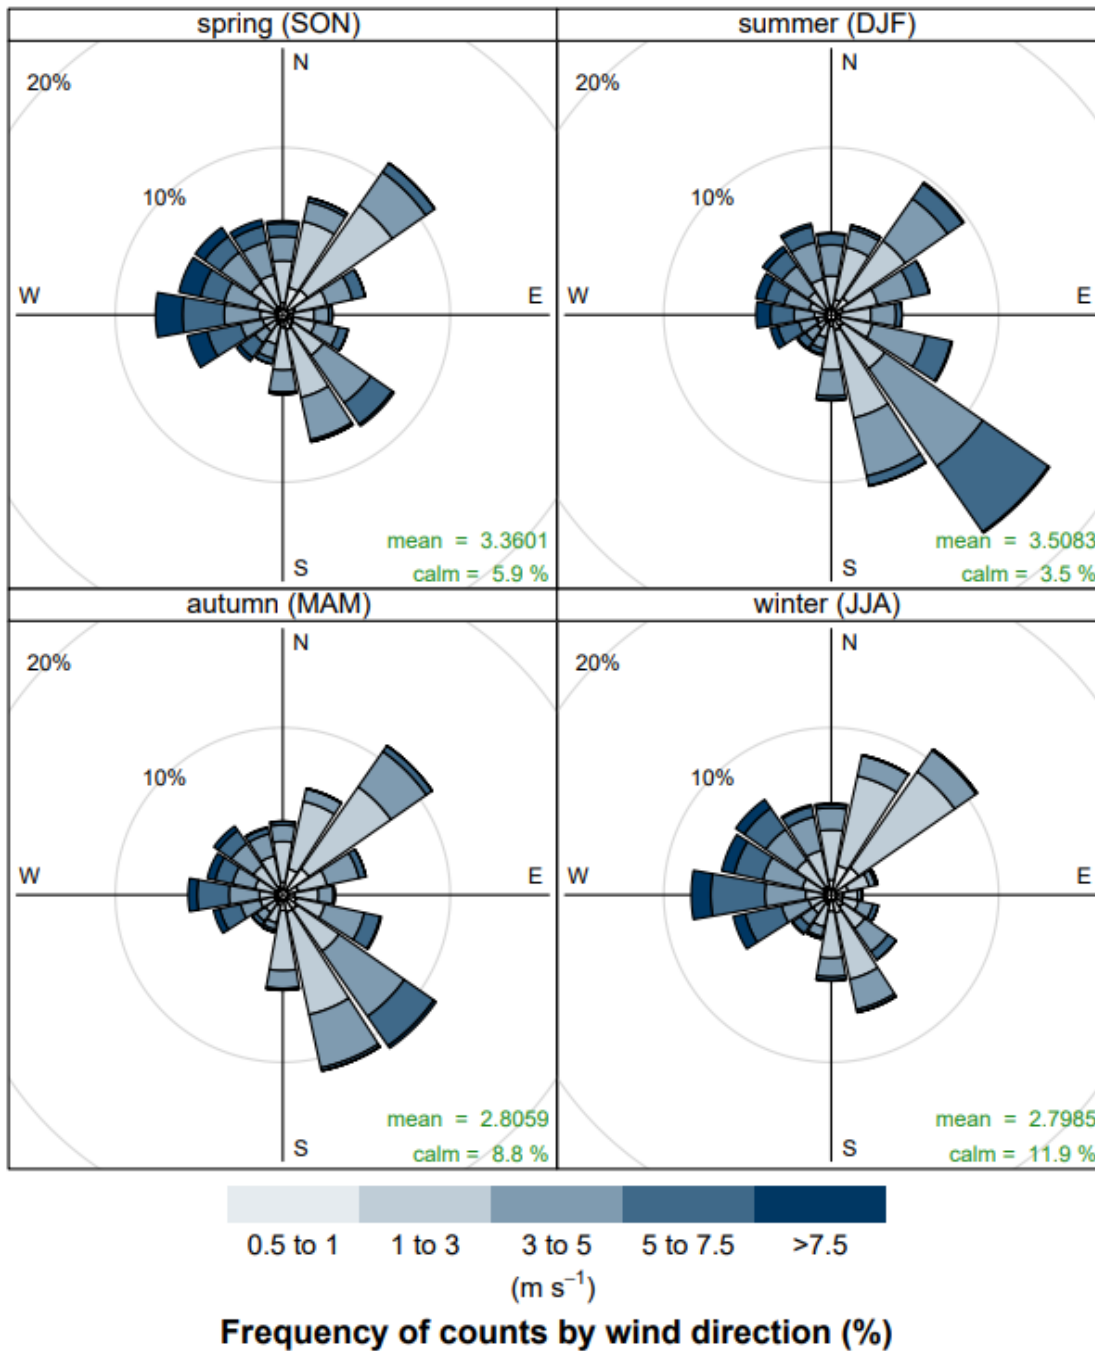 spring (SON)
summer (DJF)
20%
10%
N
W
E
S
mean = 3.3601
calm = 5.9 %
20%
10%
N
W
E
S
mean = 3.5083
calm = 3.5 %
autumn (MAM)
winter (JJA)
20%
10%
N
W
E
S
mean = 2.8059
calm = 8.8 %
20%
10%
N
W
E
S
mean = 2.7985
calm = 11.9 %
0.5 to 1 1 to 3 3 to 5 5 to 7.5 >7.5
(m s⁻¹)
Frequency of counts by wind direction (%)